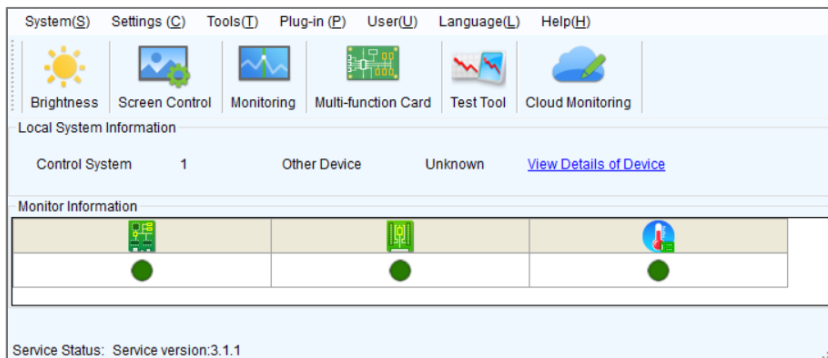 System(S) Settings (C) Tools(T) Plug-in (P) User(U) Language(L) Help(H)
Brightness Screen Control Monitoring Multi-function Card Test Tool Cloud Monitoring
Local System Information
Control System 1 Other Device Unknown View Details of Device
Monitor Information
Service Status: Service version:3.1.1